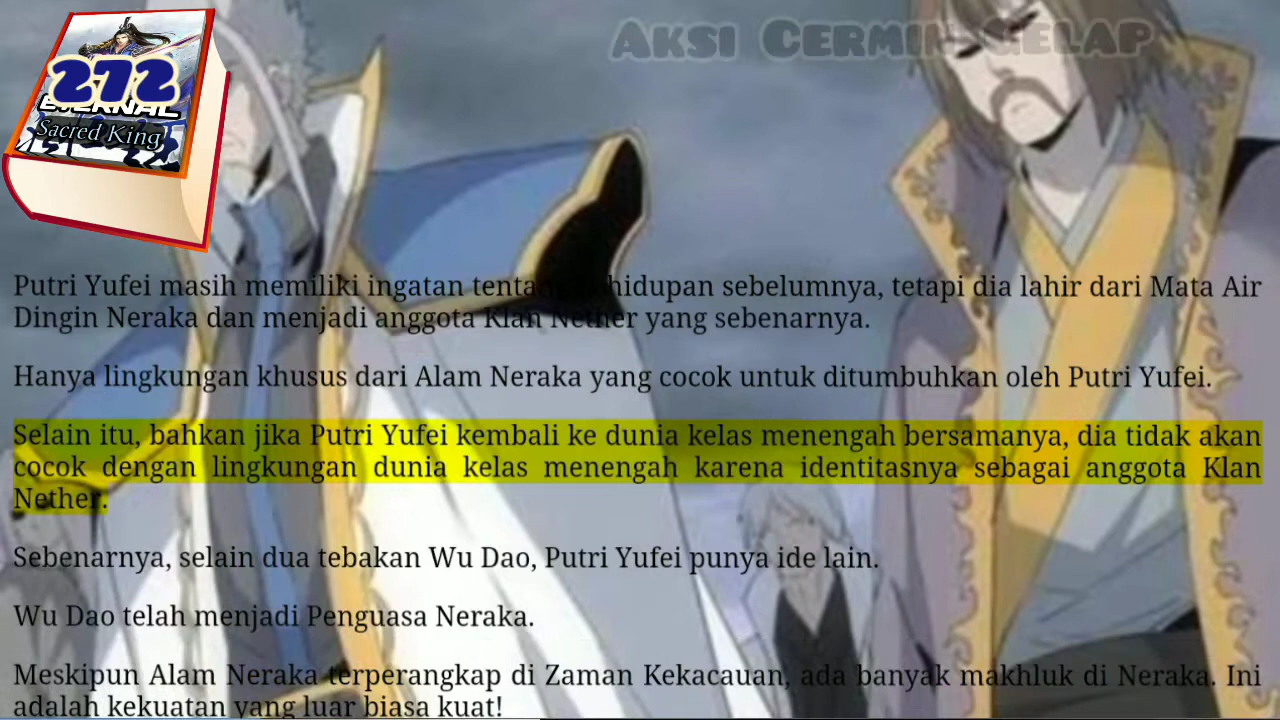 Aksi Cermin Gelap
272
ETERNAL
Sacred King
Putri Yufei masih memiliki ingatan tentang kehidupan sebelumnya, tetapi dia lahir dari Mata Air
Dingin Neraka dan menjadi anggota Klan Nether yang sebenarnya.
Hanya lingkungan khusus dari Alam Neraka yang cocok untuk ditumbuhkan oleh Putri Yufei.
Selain itu, bahkan jika Putri Yufei kembali ke dunia kelas menengah bersamanya, dia tidak akan
cocok dengan lingkungan dunia kelas menengah karena identitasnya sebagai anggota Klan
Nether.
Sebenarnya, selain dua tebakan Wu Dao, Putri Yufei punya ide lain.
Wu Dao telah menjadi Penguasa Neraka.
Meskipun Alam Neraka terperangkap di Zaman Kekacauan, ada banyak makhluk di Neraka. Ini
adalah kekuatan yang luar biasa kuat!